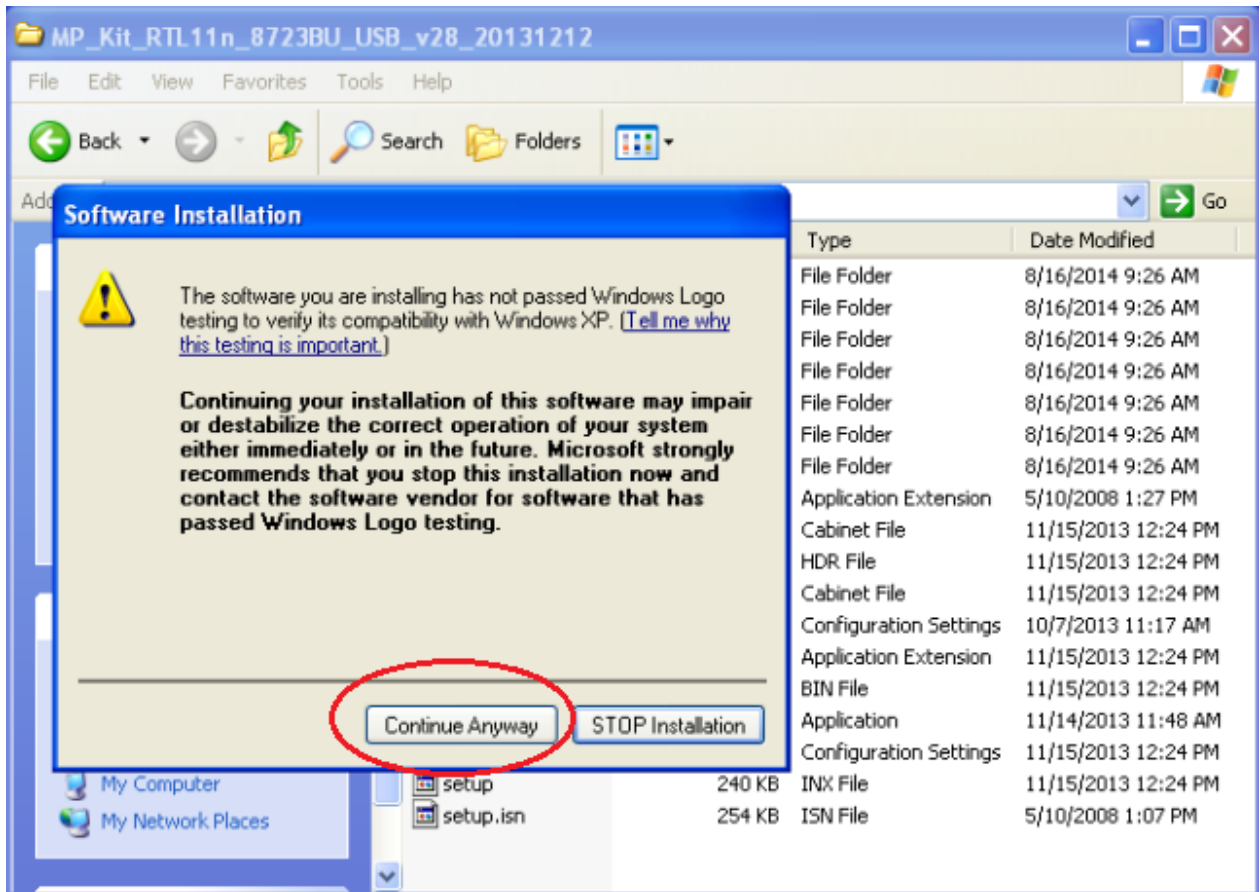 MP_Kit_RTL11n_8723BU_USB_v28_20131212
File Edit View Favorites Tools Help
Back Search Folders
Go
Software Installation
The software you are installing has not passed Windows Logo
testing to verify its compatibility with Windows XP. (Tell me why
this testing is important.)
Continuing your installation of this software may impair
or destabilize the correct operation of your system
either immediately or in the future. Microsoft strongly
recommends that you stop this installation now and
contact the software vendor for software that has
passed Windows Logo testing.
Continue Anyway STOP Installation
Type Date Modified
File Folder 8/16/2014 9:26 AM
File Folder 8/16/2014 9:26 AM
File Folder 8/16/2014 9:26 AM
File Folder 8/16/2014 9:26 AM
File Folder 8/16/2014 9:26 AM
File Folder 8/16/2014 9:26 AM
File Folder 8/16/2014 9:26 AM
Application Extension 5/10/2008 1:27 PM
Cabinet File 11/15/2013 12:24 PM
HDR File 11/15/2013 12:24 PM
Cabinet File 11/15/2013 12:24 PM
Configuration Settings 10/7/2013 11:17 AM
Application Extension 11/15/2013 12:24 PM
BIN File 11/15/2013 12:24 PM
Application 11/14/2013 11:48 AM
Configuration Settings 11/15/2013 12:24 PM
My Computer setup 240 KB INX File 11/15/2013 12:24 PM
My Network Places setup.isn 254 KB ISN File 5/10/2008 1:07 PM